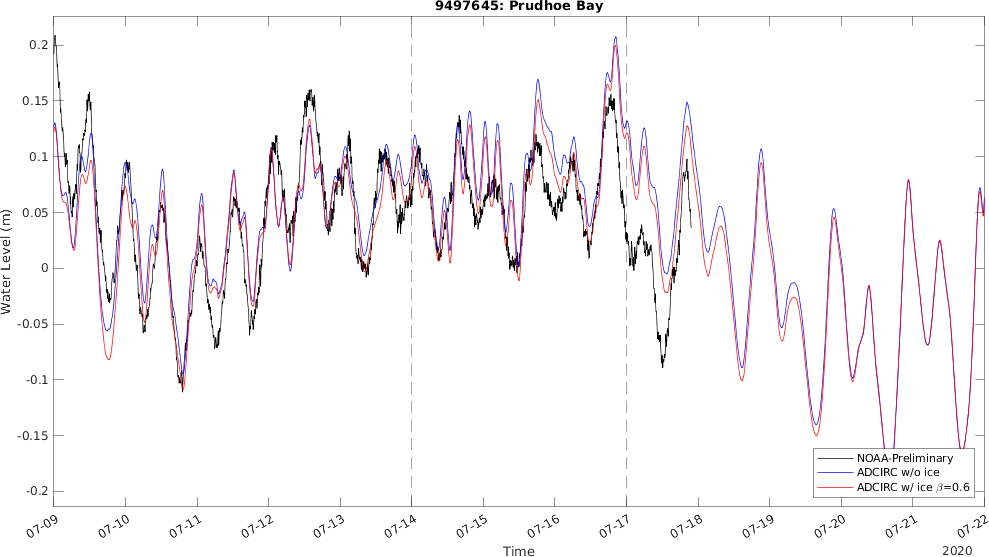 9497645: Prudhoe Bay
Water Level (m)
0.2
0.15
0.1
0.05
0
-0.05
-0.1
-0.15
-0.2
NOAA-Preliminary
ADCIRC w/o ice
ADCIRC w/ ice β=0.6
07-09 07-10 07-11 07-12 07-13 07-14 07-15 07-16 07-17 07-18 07-19 07-20 07-21 07-22
Time
2020